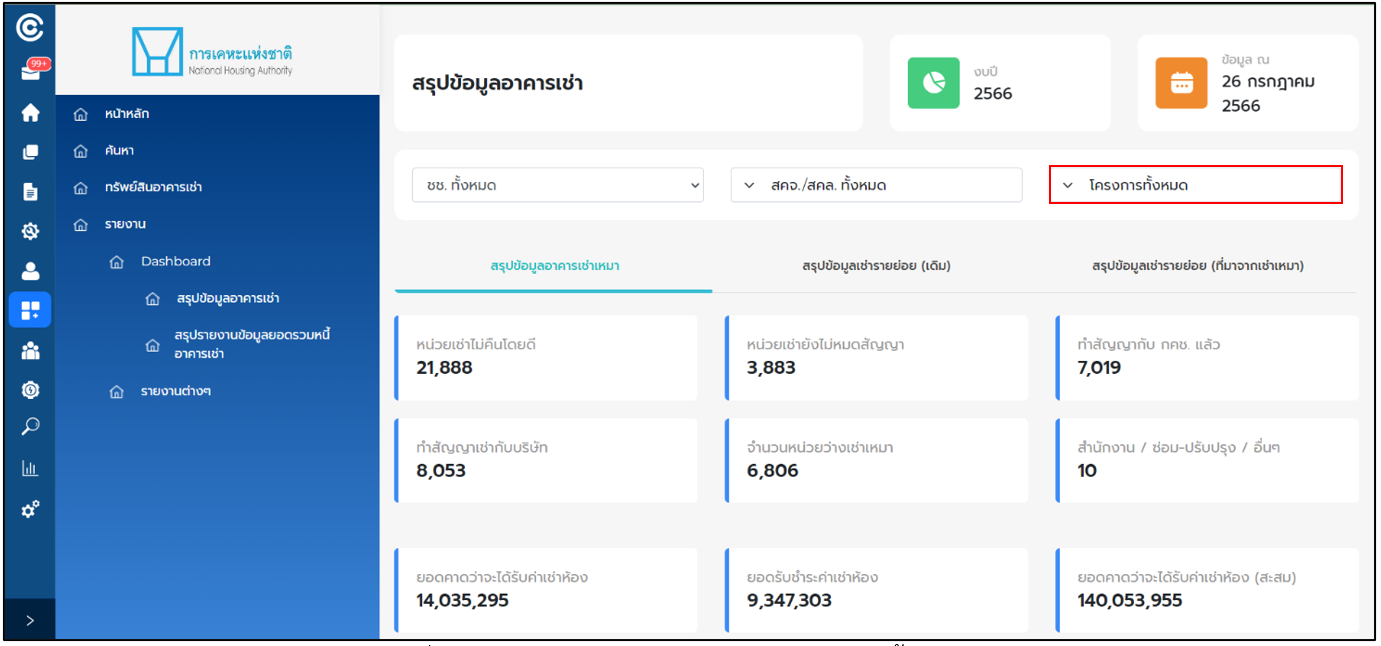 99+
การเคหะแห่งชาติ
National Housing Authority
หน้าหลัก
ค้นหา
ทรัพย์สินอาคารเช่า
รายงาน
Dashboard
สรุปข้อมูลอาคารเช่า
สรุปรายงานข้อมูลยอดรวมหนี้
อาคารเช่า
รายงานต่างๆ
สรุปข้อมูลอาคารเช่า
งบปี
2566
ข้อมูล ณ
26 กรกฎาคม
2566
ชช. ทั้งหมด
สคจ./สคล. ทั้งหมด
โครงการทั้งหมด
สรุปข้อมูลอาคารเช่าเหมา
สรุปข้อมูลเช่ารายย่อย (เดิม)
สรุปข้อมูลเช่ารายย่อย (ที่มาจากเช่าเหมา)
หน่วยเช่าไม่คืนโดยดี
21,888
หน่วยเช่ายังไม่หมดสัญญา
3,883
ทำสัญญากับ กคช. แล้ว
7,019
ทำสัญญาเช่ากับบริษัท
8,053
จำนวนหน่วยว่างเช่าเหมา
6,806
สำนักงาน / ซ่อม-ปรับปรุง / อื่นๆ
10
ยอดคาดว่าจะได้รับค่าเช่าห้อง
14,035,295
ยอดรับชำระค่าเช่าห้อง
9,347,303
ยอดคาดว่าจะได้รับค่าเช่าห้อง (สะสม)
140,053,955